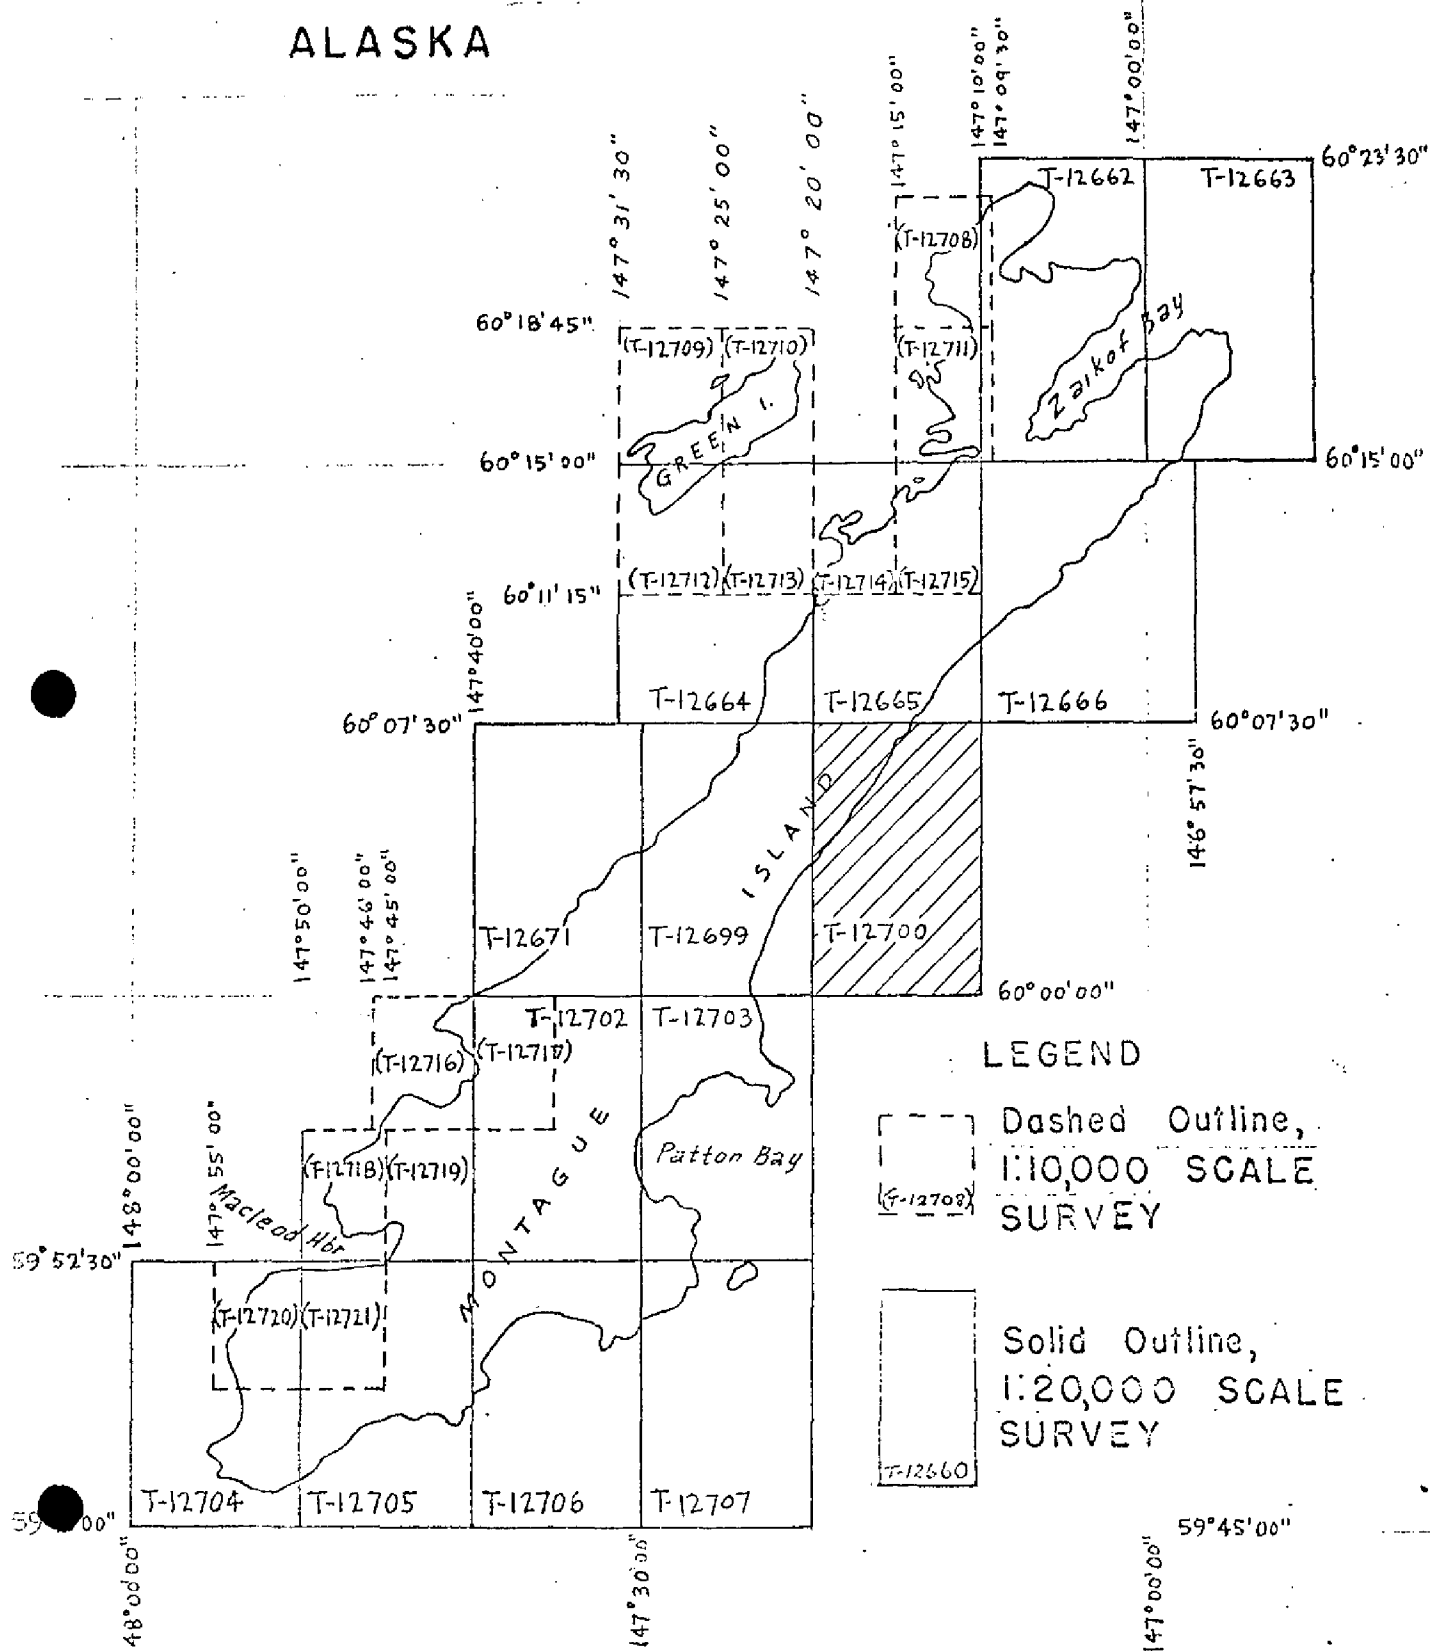 ALASKA
147° 31' 30"
147° 25' 00"
147° 20' 00"
147° 15' 00"
147° 10' 00"
147° 09' 30"
147° 00' 00"
60° 23' 30"
T-12662
T-12663
(T-12708)
60° 18' 45"
(T-12709)
(T-12710)
(T-12711)
Zaikof Bay
GREEN I.
60° 15' 00"
60° 15' 00"
60° 11' 15"
(T-12712)
(T-12713)
(T-12714)
(T-12715)
147° 40' 00"
T-12664
T-12665
T-12666
60° 07' 30"
60° 07' 30"
146° 57' 30"
ISLAND
147° 50' 00"
147° 46' 00"
147° 45' 00"
T-12671
T-12699
T-12700
60° 00' 00"
T-12702
T-12703
(T-12716)
(T-12717)
LEGEND
Dashed Outline,
1:10,000 SCALE
SURVEY
(T-12708)
148° 00' 00"
147° 55' 00"
(T-12718)
(T-12719)
MONTAGUE
Patton Bay
Macleod Hbr
59° 52' 30"
(T-12720)
(T-12721)
Solid Outline,
1:20,000 SCALE
SURVEY
T-12660
T-12704
T-12705
T-12706
T-12707
59° 00"
59° 45' 00"
48° 00' 00"
147° 30' 00"
147° 00' 00"